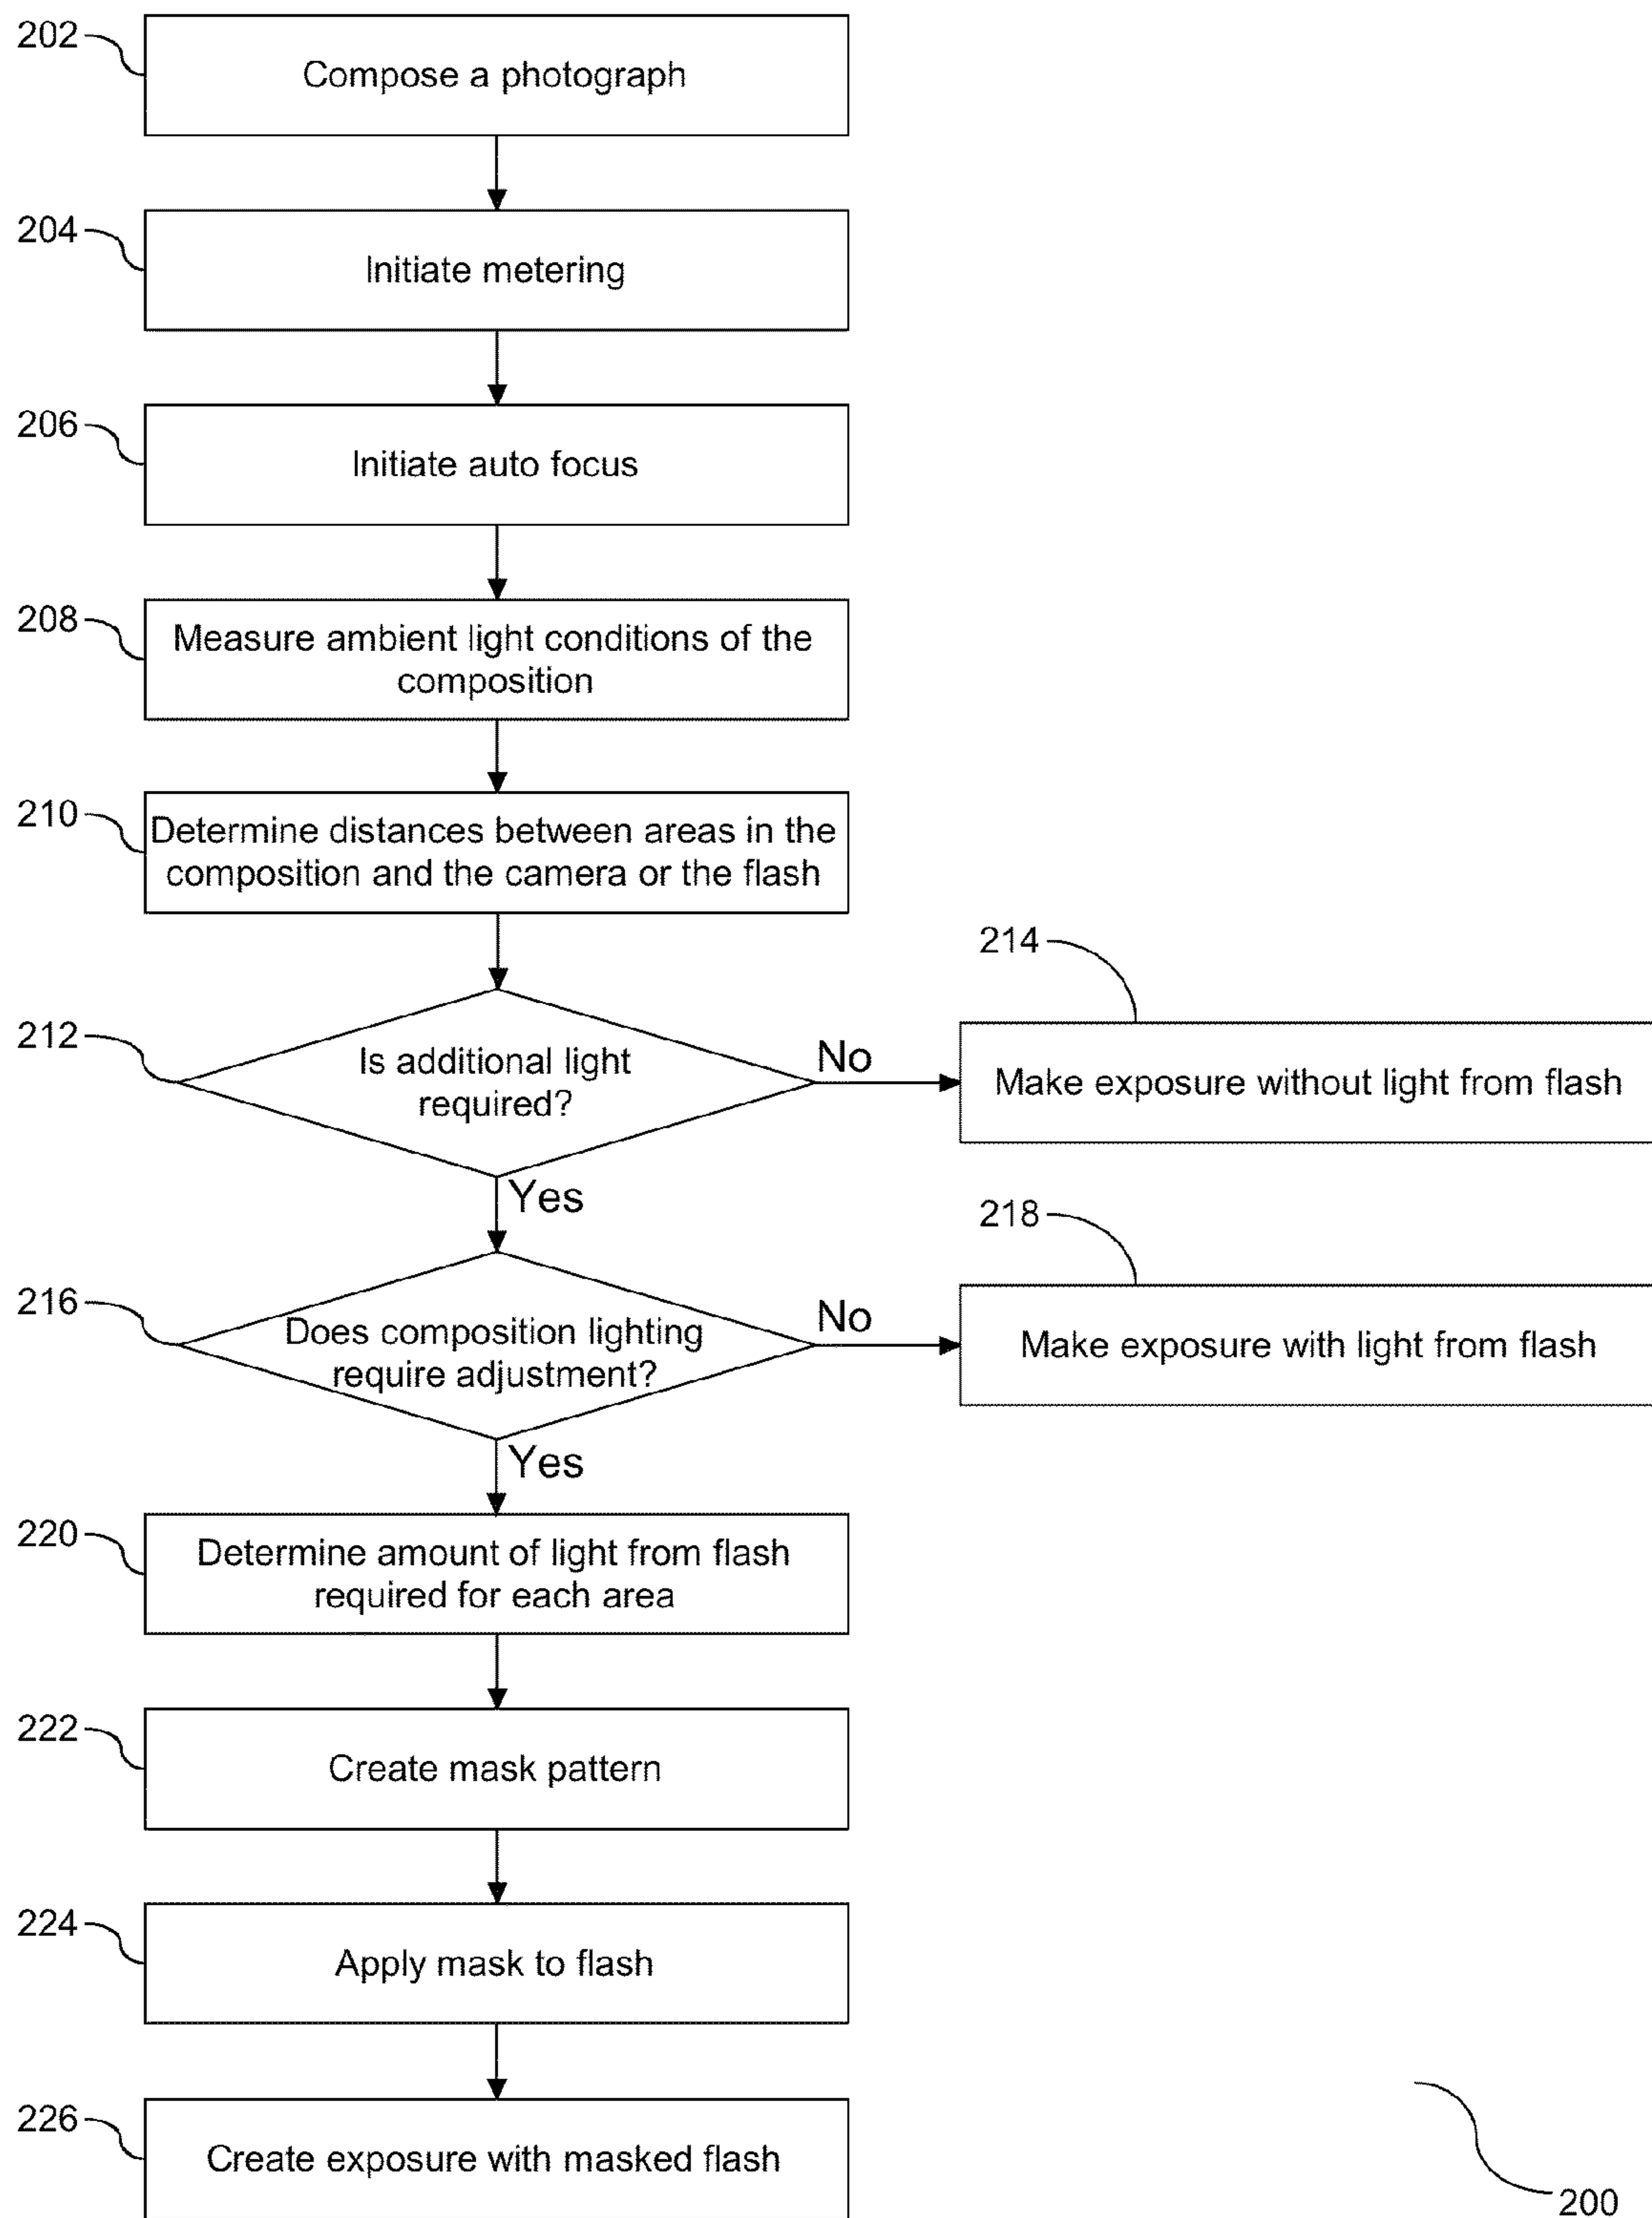 202
Compose a photograph
204
Initiate metering
206
Initiate auto focus
208
Measure ambient light conditions of the
composition
210
Determine distances between areas in the
composition and the camera or the flash
212
Is additional light
required?
No
214
Make exposure without light from flash
Yes
216
Does composition lighting
require adjustment?
No
218
Make exposure with light from flash
Yes
220
Determine amount of light from flash
required for each area
222
Create mask pattern
224
Apply mask to flash
226
Create exposure with masked flash
200